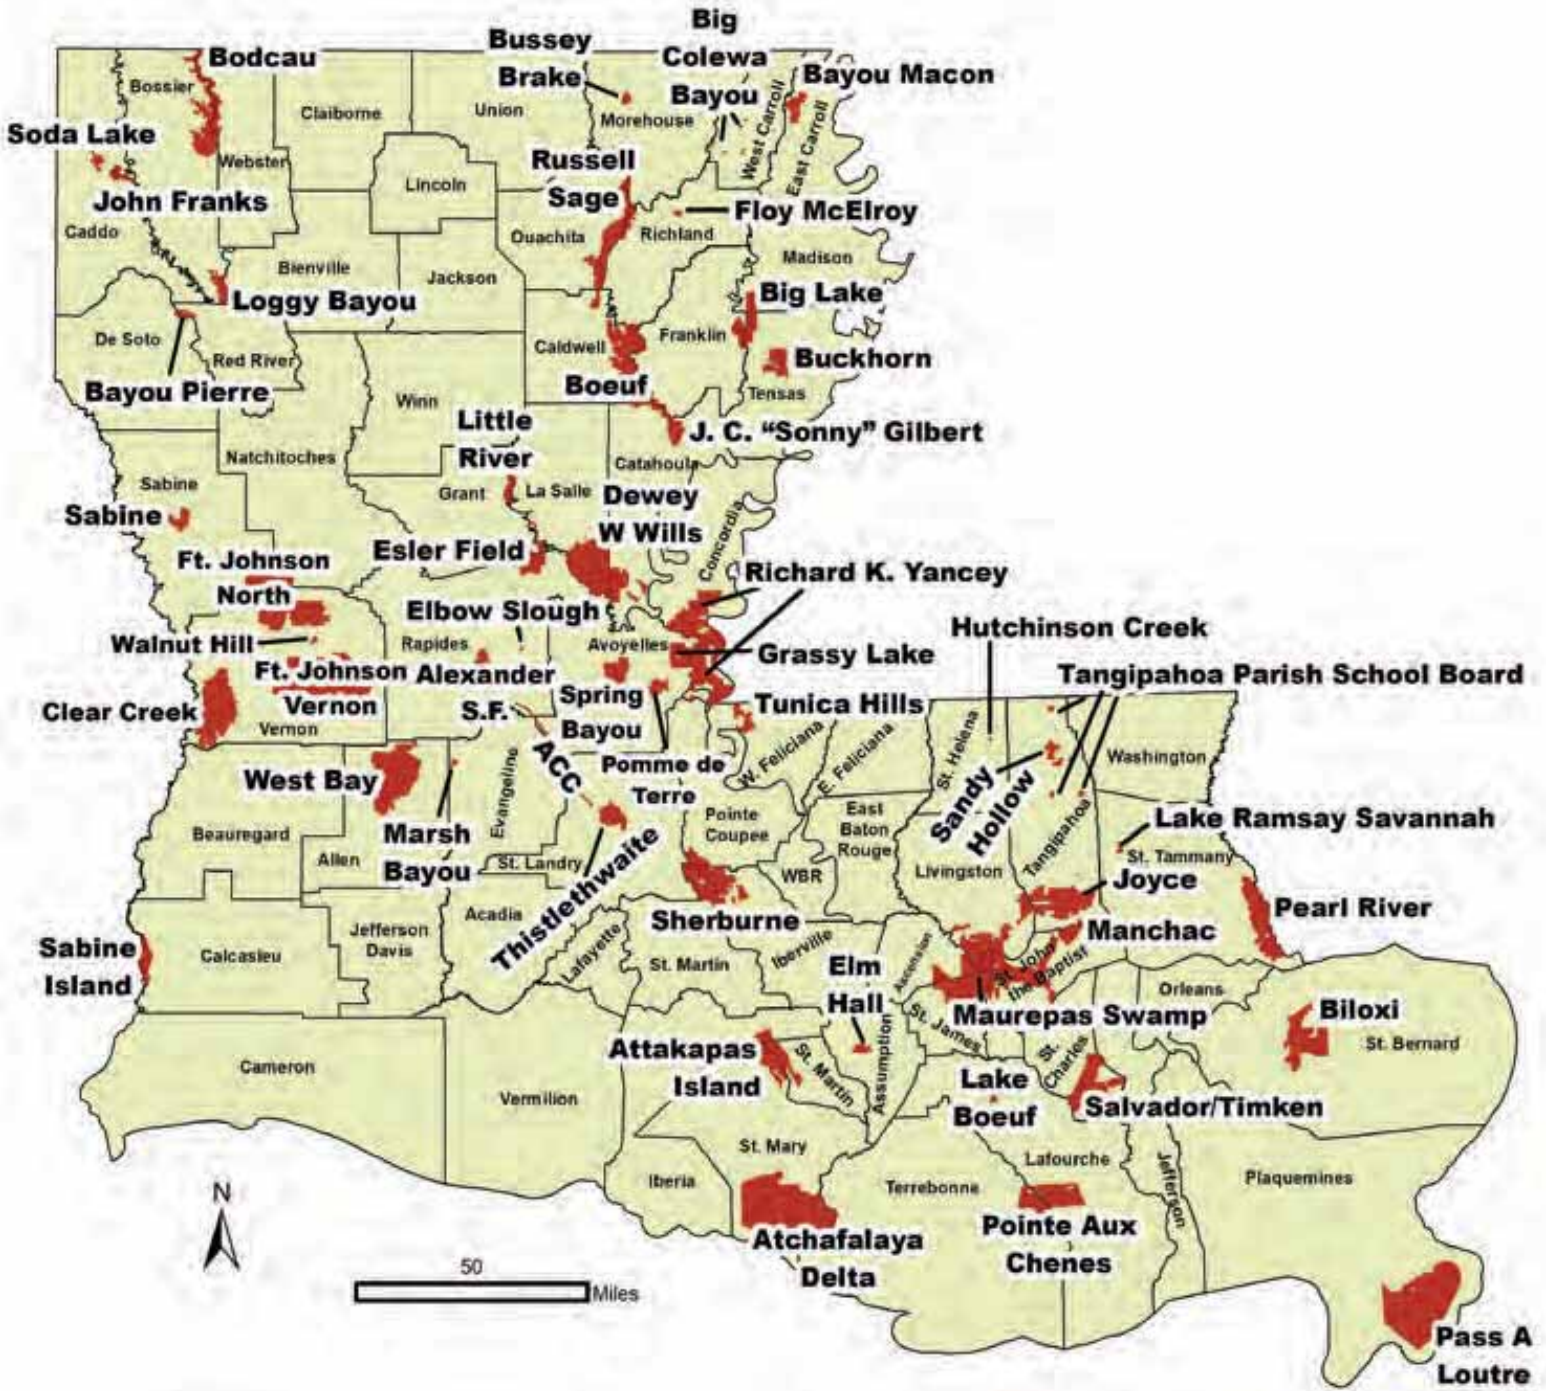 Big
Bussey
Colewa
Bodcau
Brake
Bayou
Bayou Macon
Bossier
Claiborne
Union
Morehouse
West Carroll
East Carroll
Soda Lake
Webster
Lincoln
Russell
Sage
John Franks
Floy McElroy
Caddo
Ouachita
Richland
Madison
Bienville
Jackson
Loggy Bayou
Big Lake
De Soto
Red River
Caldwell
Franklin
Buckhorn
Bayou Pierre
Winn
Boeuf
Tensas
Little
River
J. C. “Sonny” Gilbert
Natchitoches
Catahoula
Sabine
Grant
La Salle
Dewey
W Wills
Sabine
Concordia
Esler Field
Ft. Johnson
North
Richard K. Yancey
Elbow Slough
Hutchinson Creek
Walnut Hill
Rapides
Avoyelles
Grassy Lake
Ft. Johnson
Vernon
Alexander
S.F.
Tangipahoa Parish School Board
Spring
Bayou
Tunica Hills
Clear Creek
Vernon
W. Feliciana
E. Feliciana
St. Helena
Washington
ACC
Pomme de
Terre
West Bay
Evangeline
Sandy
Hollow
Pointe
Coupee
East
Baton
Rouge
Beauregard
Allen
Marsh
Bayou
St. Landry
Thistlethwaite
WBR
Livingston
Tangipahoa
Lake Ramsay Savannah
St. Tammany
Joyce
Pearl River
Acadia
Sherburne
Jefferson
Davis
Manchac
Sabine
Island
Calcasieu
Lafayette
St. Martin
Iberville
Ascension
St. John
the Baptist
Elm
Hall
Orleans
Maurepas Swamp
Biloxi
St. Bernard
St. James
Attakapas
Island
St. Martin
Assumption
St.
Charles
Cameron
Vermilion
Lake
Boeuf
Salvador/Timken
St. Mary
Lafourche
Jefferson
Iberia
Terrebonne
Plaquemines
N
Pointe Aux
Chenes
Atchafalaya
Delta
50
Miles
Pass A
Loutre